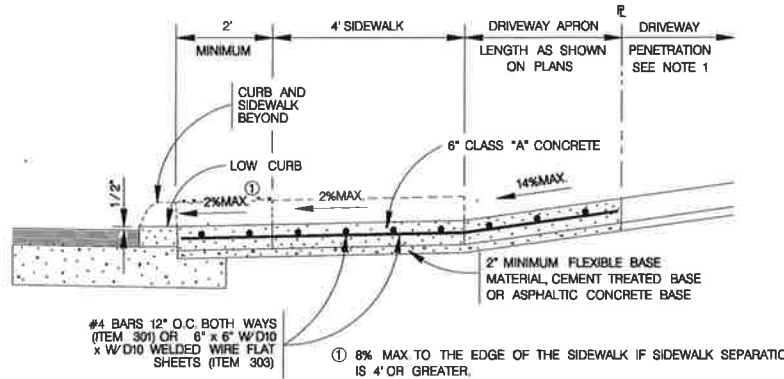 2'
MINIMUM
4' SIDEWALK
DRIVEWAY APRON
LENGTH AS SHOWN
ON PLANS
PL
DRIVEWAY
PENETRATION
SEE NOTE 1
CURB AND
SIDEWALK
BEYOND
LOW CURB
6" CLASS "A" CONCRETE
1/2"
2%MAX.
①
2%MAX.
14%MAX.
2" MINIMUM FLEXIBLE BASE
MATERIAL, CEMENT TREATED BASE
OR ASPHALTIC CONCRETE BASE
#4 BARS 12" O.C. BOTH WAYS
(ITEM 301) OR 6" x 6" W/D10
x W/D10 WELDED WIRE FLAT
SHEETS (ITEM 303)
① 8% MAX. TO THE EDGE OF THE SIDEWALK IF SIDEWALK SEPARATIO
IS 4' OR GREATER.